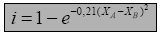 i = 1 − e^{−0,21(X_A − X_B)^2}